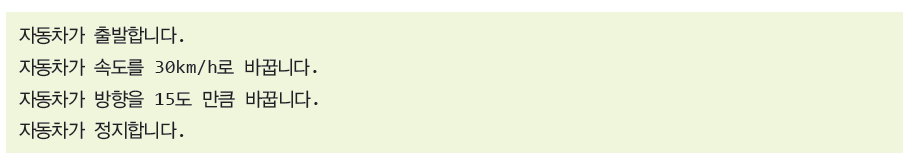 자동차가 출발합니다.
자동차가 속도를 30km/h로 바꿉니다.
자동차가 방향을 15도 만큼 바꿉니다.
자동차가 정지합니다.